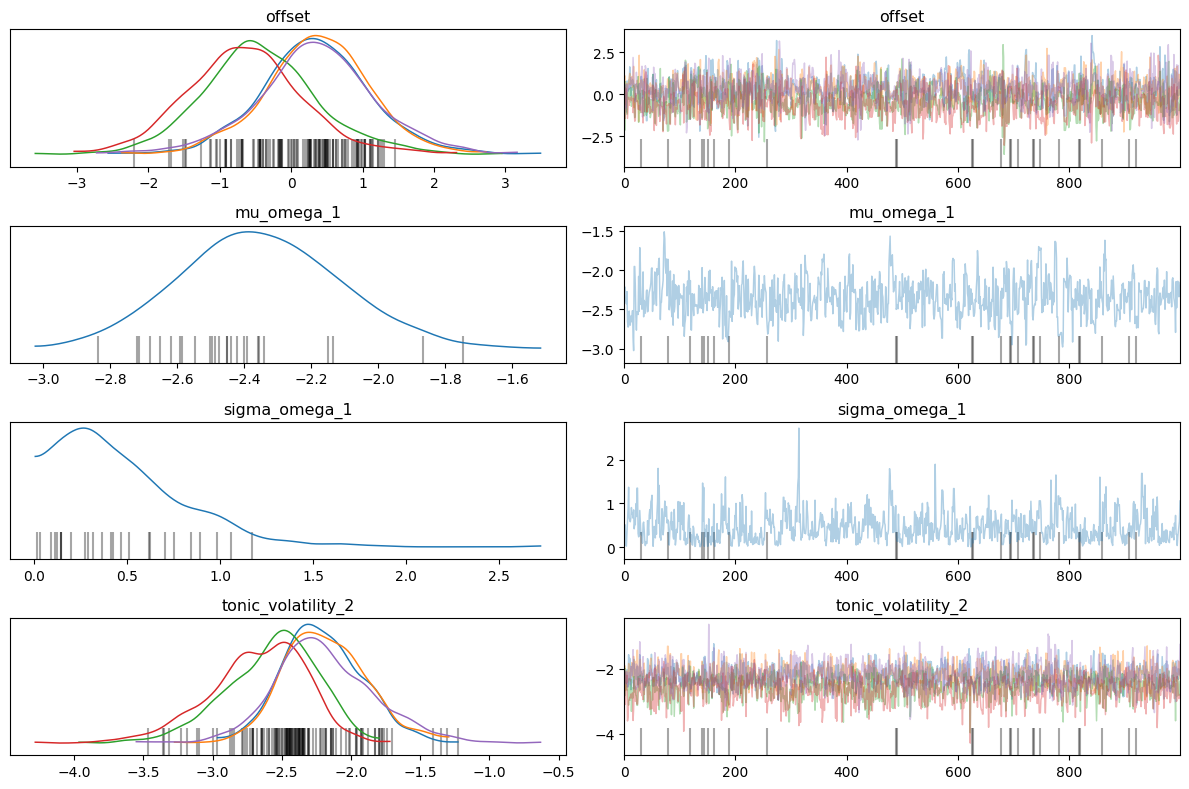 offset
offset
−3 −2 −1 0 1 2 3
2.5
0.0
−2.5
0 200 400 600 800
mu_omega_1
mu_omega_1
−3.0 −2.8 −2.6 −2.4 −2.2 −2.0 −1.8 −1.6
−1.5
−2.0
−2.5
−3.0
0 200 400 600 800
sigma_omega_1
sigma_omega_1
0.0 0.5 1.0 1.5 2.0 2.5
2
1
0
0 200 400 600 800
tonic_volatility_2
tonic_volatility_2
−4.0 −3.5 −3.0 −2.5 −2.0 −1.5 −1.0 −0.5
−2
−4
0 200 400 600 800